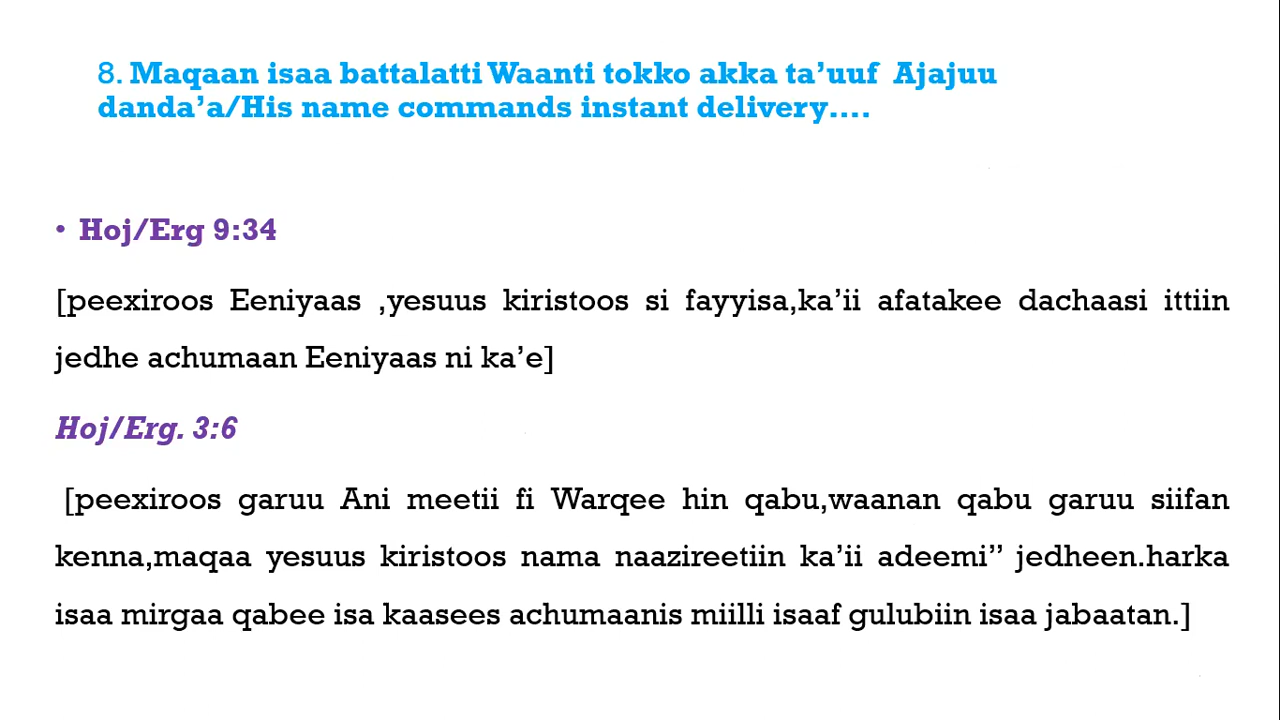 8. Maqaan isaa battalatti Waanti tokko akka ta’uuf Ajajuu
danda’a/His name commands instant delivery....
• Hoj/Erg 9:34
[peexiroos Eeniyaas ,yesuus kiristoos si fayyisa,ka’ii afatakee dachaasi ittiin
jedhe achumaan Eeniyaas ni ka’e]
Hoj/Erg. 3:6
[peexiroos garuu Ani meetii fi Warqee hin qabu,waanan qabu garuu siifan
kenna,maqaa yesuus kiristoos nama naazireetiin ka’ii adeemi” jedheen.harka
isaa mirgaa qabee isa kaasees achumaanis miilli isaaf gulubiin isaa jabaatan.]